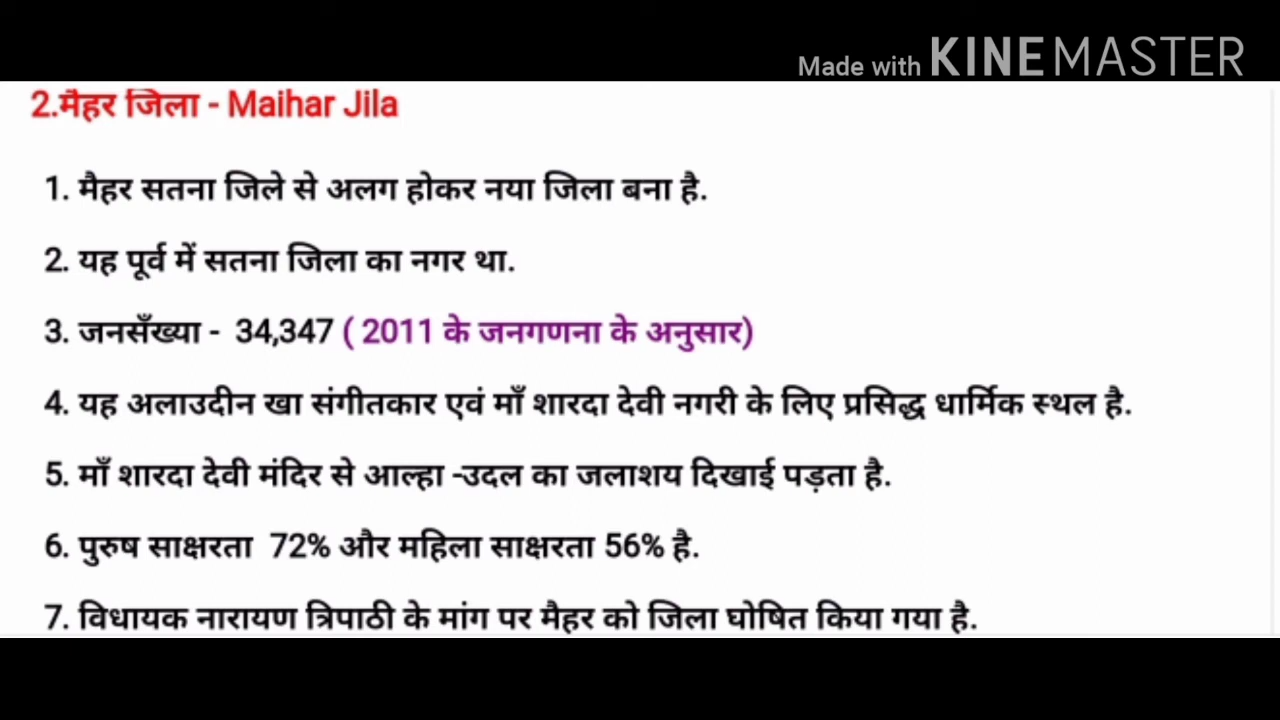 Made with KINEMASTER
2.मैहर जिला - Maihar Jila
1. मैहर सतना जिले से अलग होकर नया जिला बना है.
2. यह पूर्व में सतना जिला का नगर था.
3. जनसँख्या - 34,347 ( 2011 के जनगणना के अनुसार)
4. यह अलाउदीन खा संगीतकार एवं माँ शारदा देवी नगरी के लिए प्रसिद्ध धार्मिक स्थल है.
5. माँ शारदा देवी मंदिर से आल्हा -उदल का जलाशय दिखाई पड़ता है.
6. पुरुष साक्षरता 72% और महिला साक्षरता 56% है.
7. विधायक नारायण त्रिपाठी के मांग पर मैहर को जिला घोषित किया गया है.